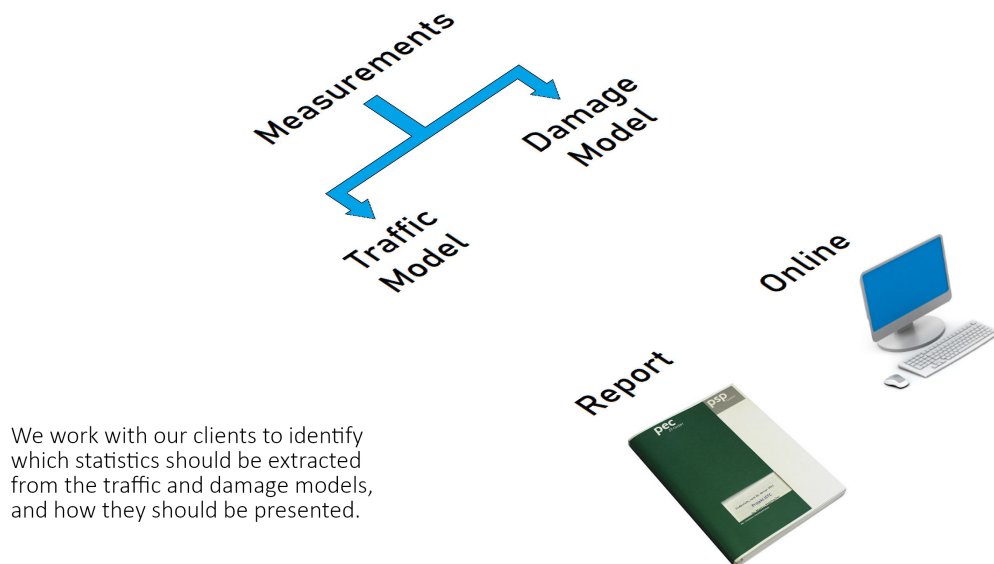 Measurements
Damage
Model
Traffic
Model
Online
Report
pec
psp
We work with our clients to identify
which statistics should be extracted
from the traffic and damage models,
and how they should be presented.